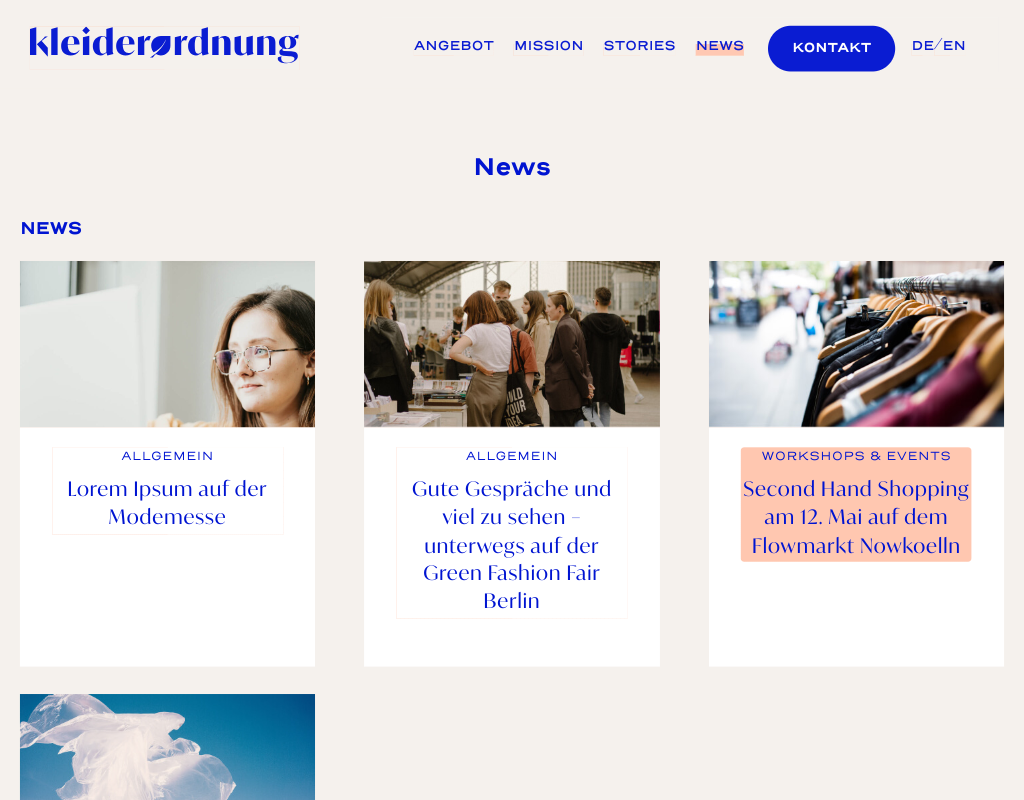 kleiderordnung
ANGEBOT MISSION STORIES NEWS KONTAKT DE/EN
News
NEWS
ALLGEMEIN
Lorem Ipsum auf der
Modemesse
ALLGEMEIN
Gute Gespräche und
viel zu sehen –
unterwegs auf der
Green Fashion Fair
Berlin
WORKSHOPS & EVENTS
Second Hand Shopping
am 12. Mai auf dem
Flowmarkt Nowkoelln